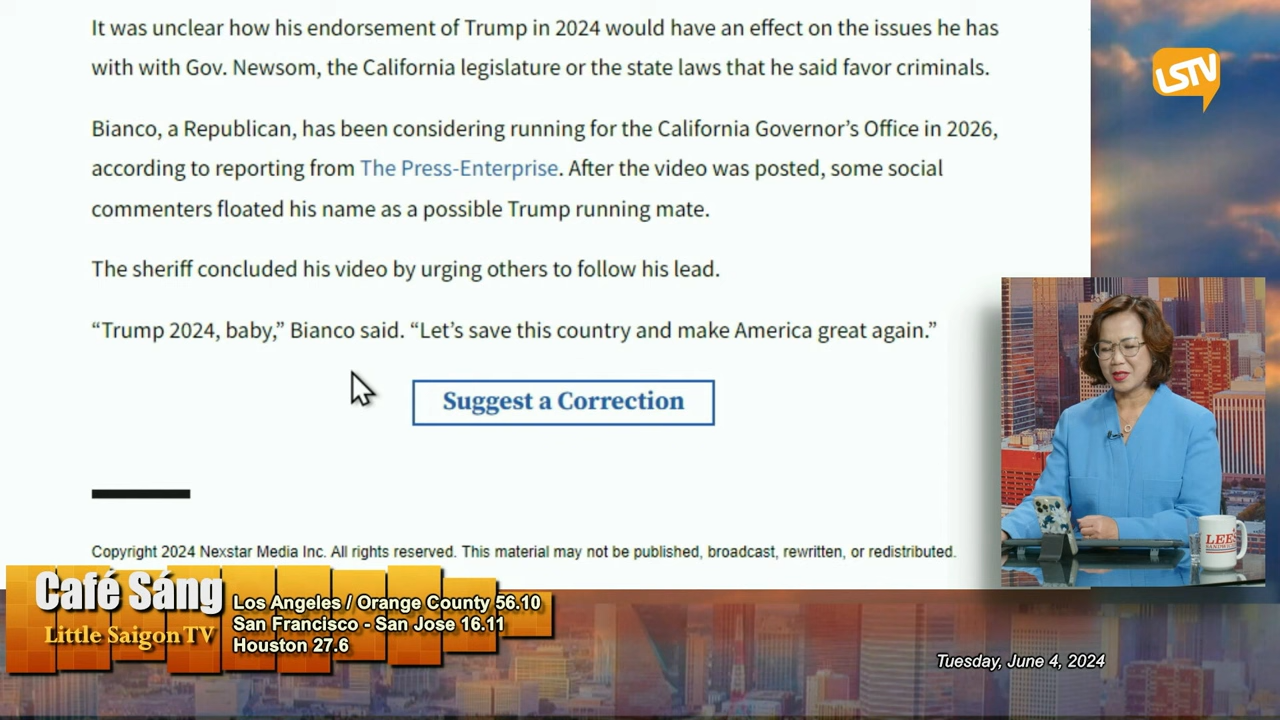 It was unclear how his endorsement of Trump in 2024 would have an effect on the issues he has
with with Gov. Newsom, the California legislature or the state laws that he said favor criminals.
Bianco, a Republican, has been considering running for the California Governor’s Office in 2026,
according to reporting from The Press-Enterprise. After the video was posted, some social
commenters floated his name as a possible Trump running mate.
The sheriff concluded his video by urging others to follow his lead.
“Trump 2024, baby,” Bianco said. “Let’s save this country and make America great again.”
Suggest a Correction
Copyright 2024 Nexstar Media Inc. All rights reserved. This material may not be published, broadcast, rewritten, or redistributed.
LSTV
LEE'S
SANDWICHES
Café Sáng
Little Saigon TV
Los Angeles / Orange County 56.10
San Francisco - San Jose 16.11
Houston 27.6
Tuesday, June 4, 2024